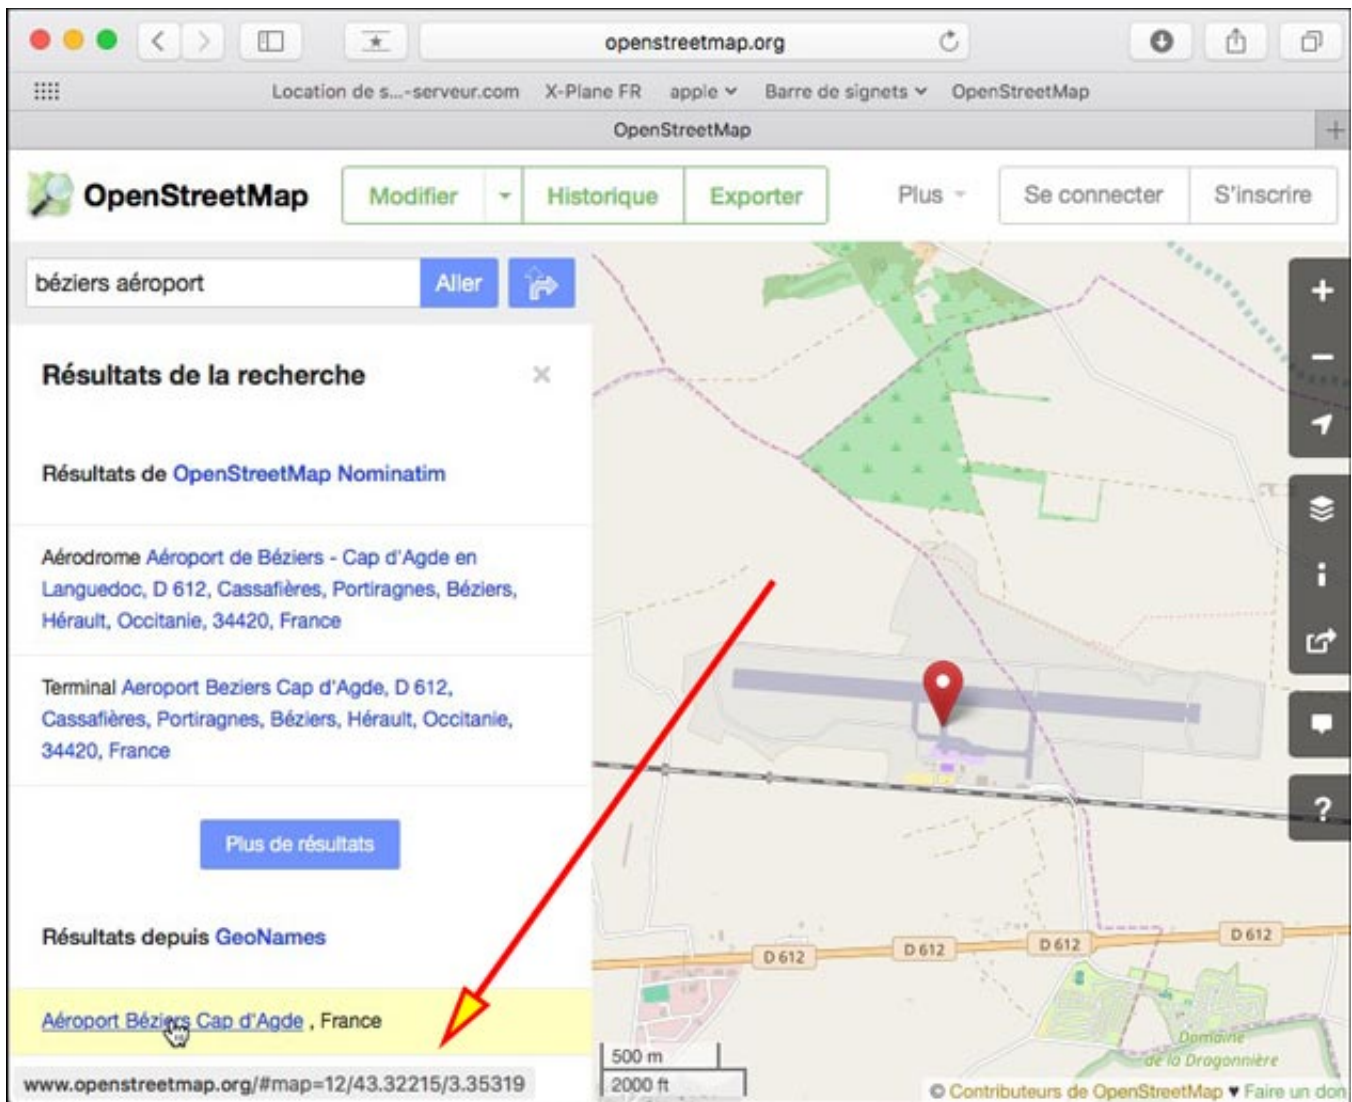 openstreetmap.org
Location de s...-serveur.com X-Plane FR apple Barre de signets OpenStreetMap
OpenStreetMap
OpenStreetMap Modifier Historique Exporter Plus Se connecter S'inscrire
béziers aéroport Aller
Résultats de la recherche
Résultats de OpenStreetMap Nominatim
Aérodrome Aéroport de Béziers - Cap d'Agde en
Languedoc, D 612, Cassafières, Portiragnes, Béziers,
Hérault, Occitanie, 34420, France
Terminal Aeroport Beziers Cap d'Agde, D 612,
Cassafières, Portiragnes, Béziers, Hérault, Occitanie,
34420, France
Plus de résultats
Résultats depuis GeoNames
Aéroport Béziers Cap d'Agde , France
www.openstreetmap.org/#map=12/43.32215/3.35319
D 612
D 612
D 612
D 612
Domaine
de la Dragonnière
500 m
2000 ft
© Contributeurs de OpenStreetMap ♥ Faire un don